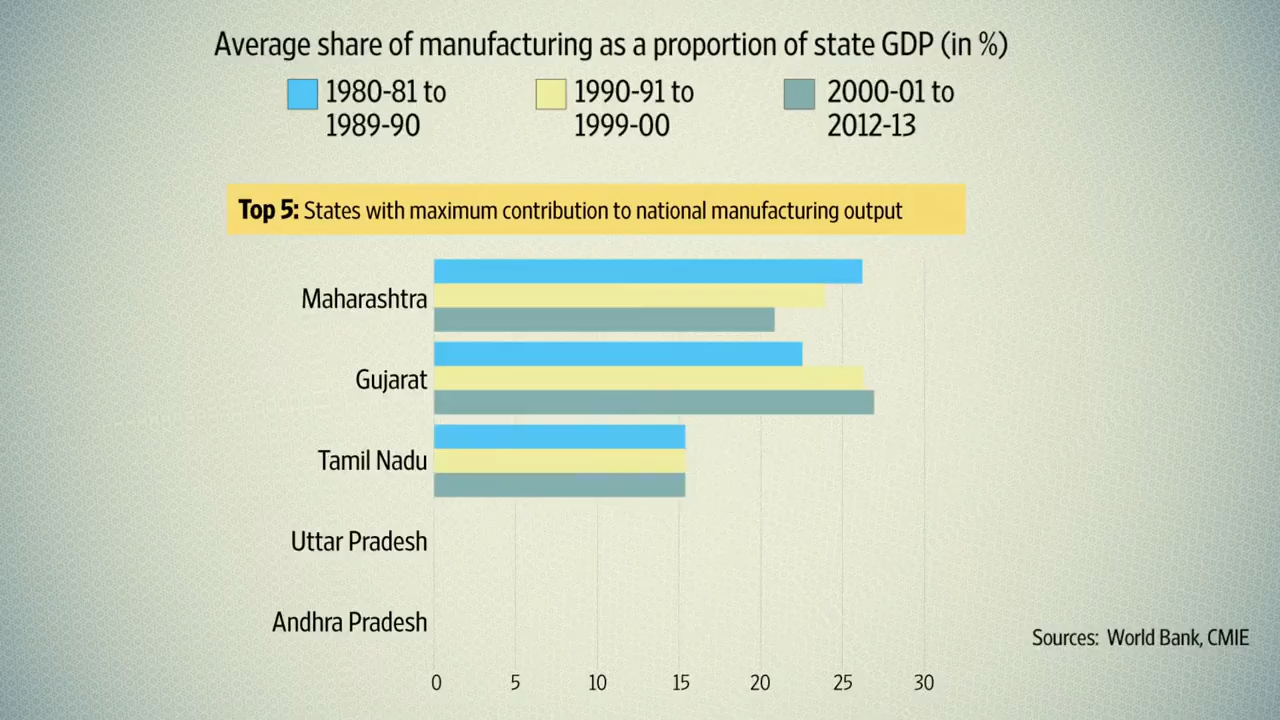 Average share of manufacturing as a proportion of state GDP (in %)
1980-81 to
1989-90
1990-91 to
1999-00
2000-01 to
2012-13
Top 5: States with maximum contribution to national manufacturing output
Maharashtra
Gujarat
Tamil Nadu
Uttar Pradesh
Andhra Pradesh
Sources: World Bank, CMIE
0 5 10 15 20 25 30